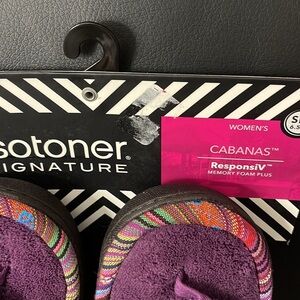 sotoner.
IGNATURE
WOMEN'S
CABANAS™
ResponsiV™
MEMORY FOAM PLUS